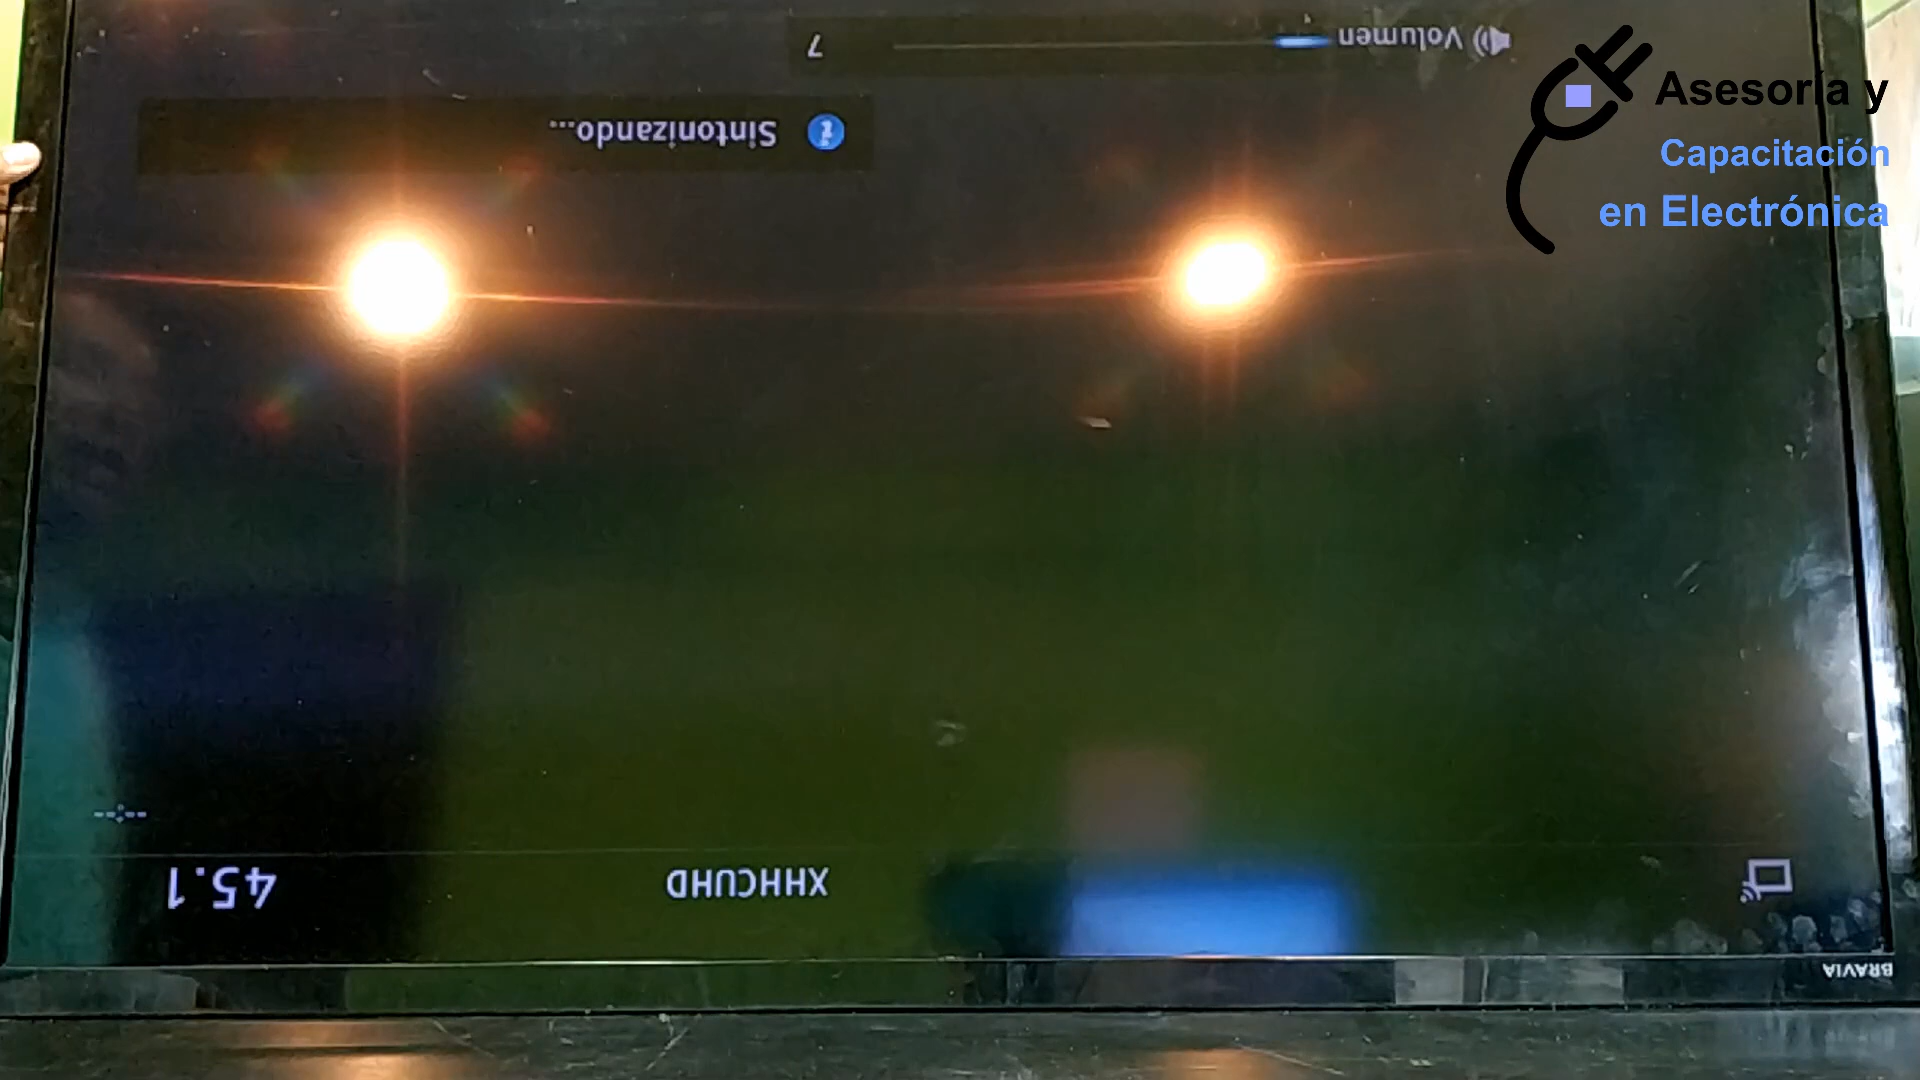 Asesoría y
Capacitación
en Electrónica
Volumen 7
Sintonizando...
45.1 XHHCUHD
BRAVIA